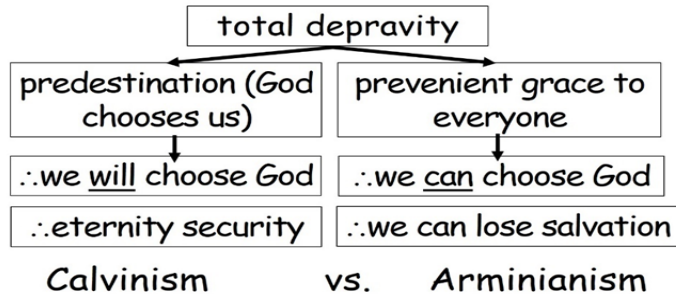 total depravity
predestination (God
chooses us)
prevenient grace to
everyone
∴we will choose God
∴we can choose God
∴eternity security
∴we can lose salvation
Calvinism vs. Arminianism